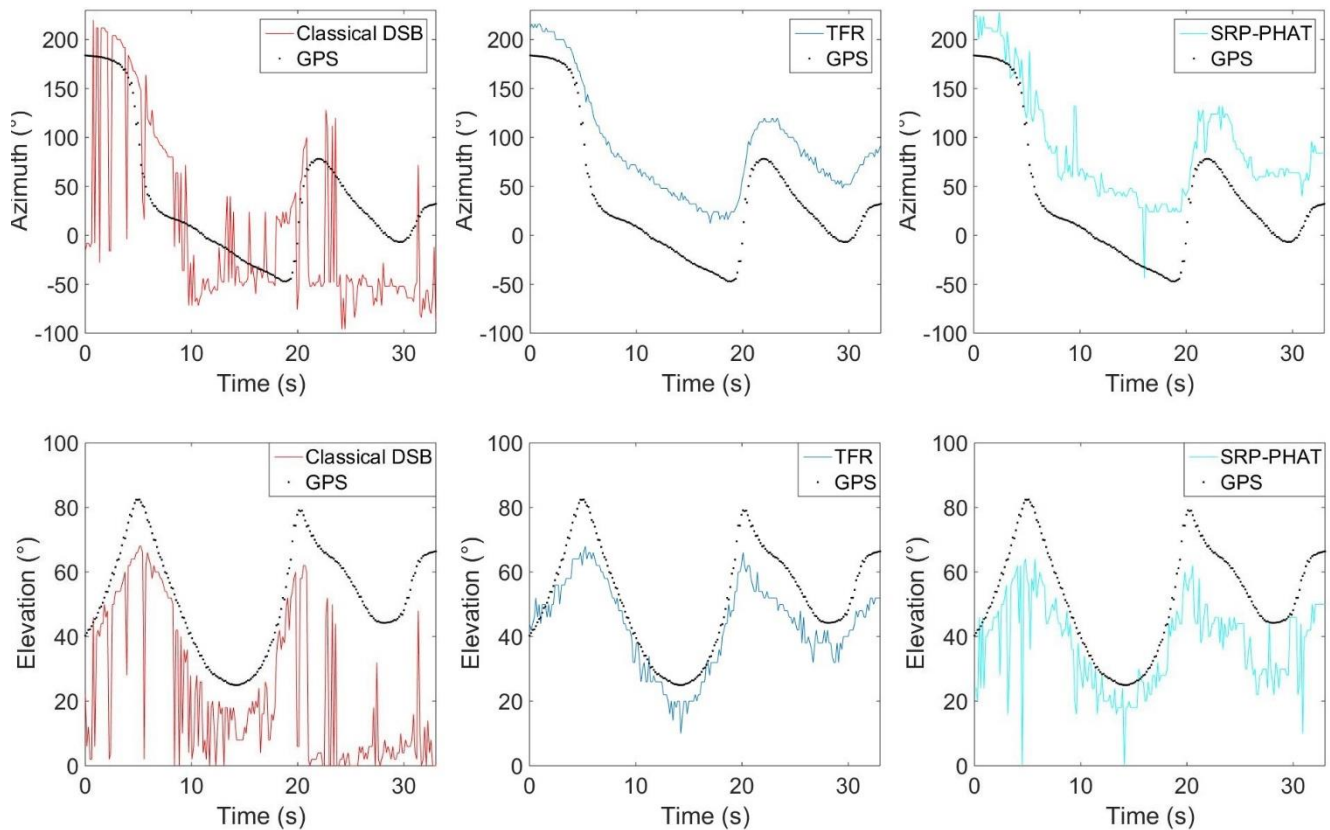 Classical DSB
GPS
200
150
100
50
0
-50
-100
Azimuth (°)
0 10 20 30
Time (s)
TFR
GPS
200
150
100
50
0
-50
-100
Azimuth (°)
0 10 20 30
Time (s)
SRP-PHAT
GPS
200
150
100
50
0
-50
-100
Azimuth (°)
0 10 20 30
Time (s)
Classical DSB
GPS
100
80
60
40
20
0
Elevation (°)
0 10 20 30
Time (s)
TFR
GPS
100
80
60
40
20
0
Elevation (°)
0 10 20 30
Time (s)
SRP-PHAT
GPS
100
80
60
40
20
0
Elevation (°)
0 10 20 30
Time (s)